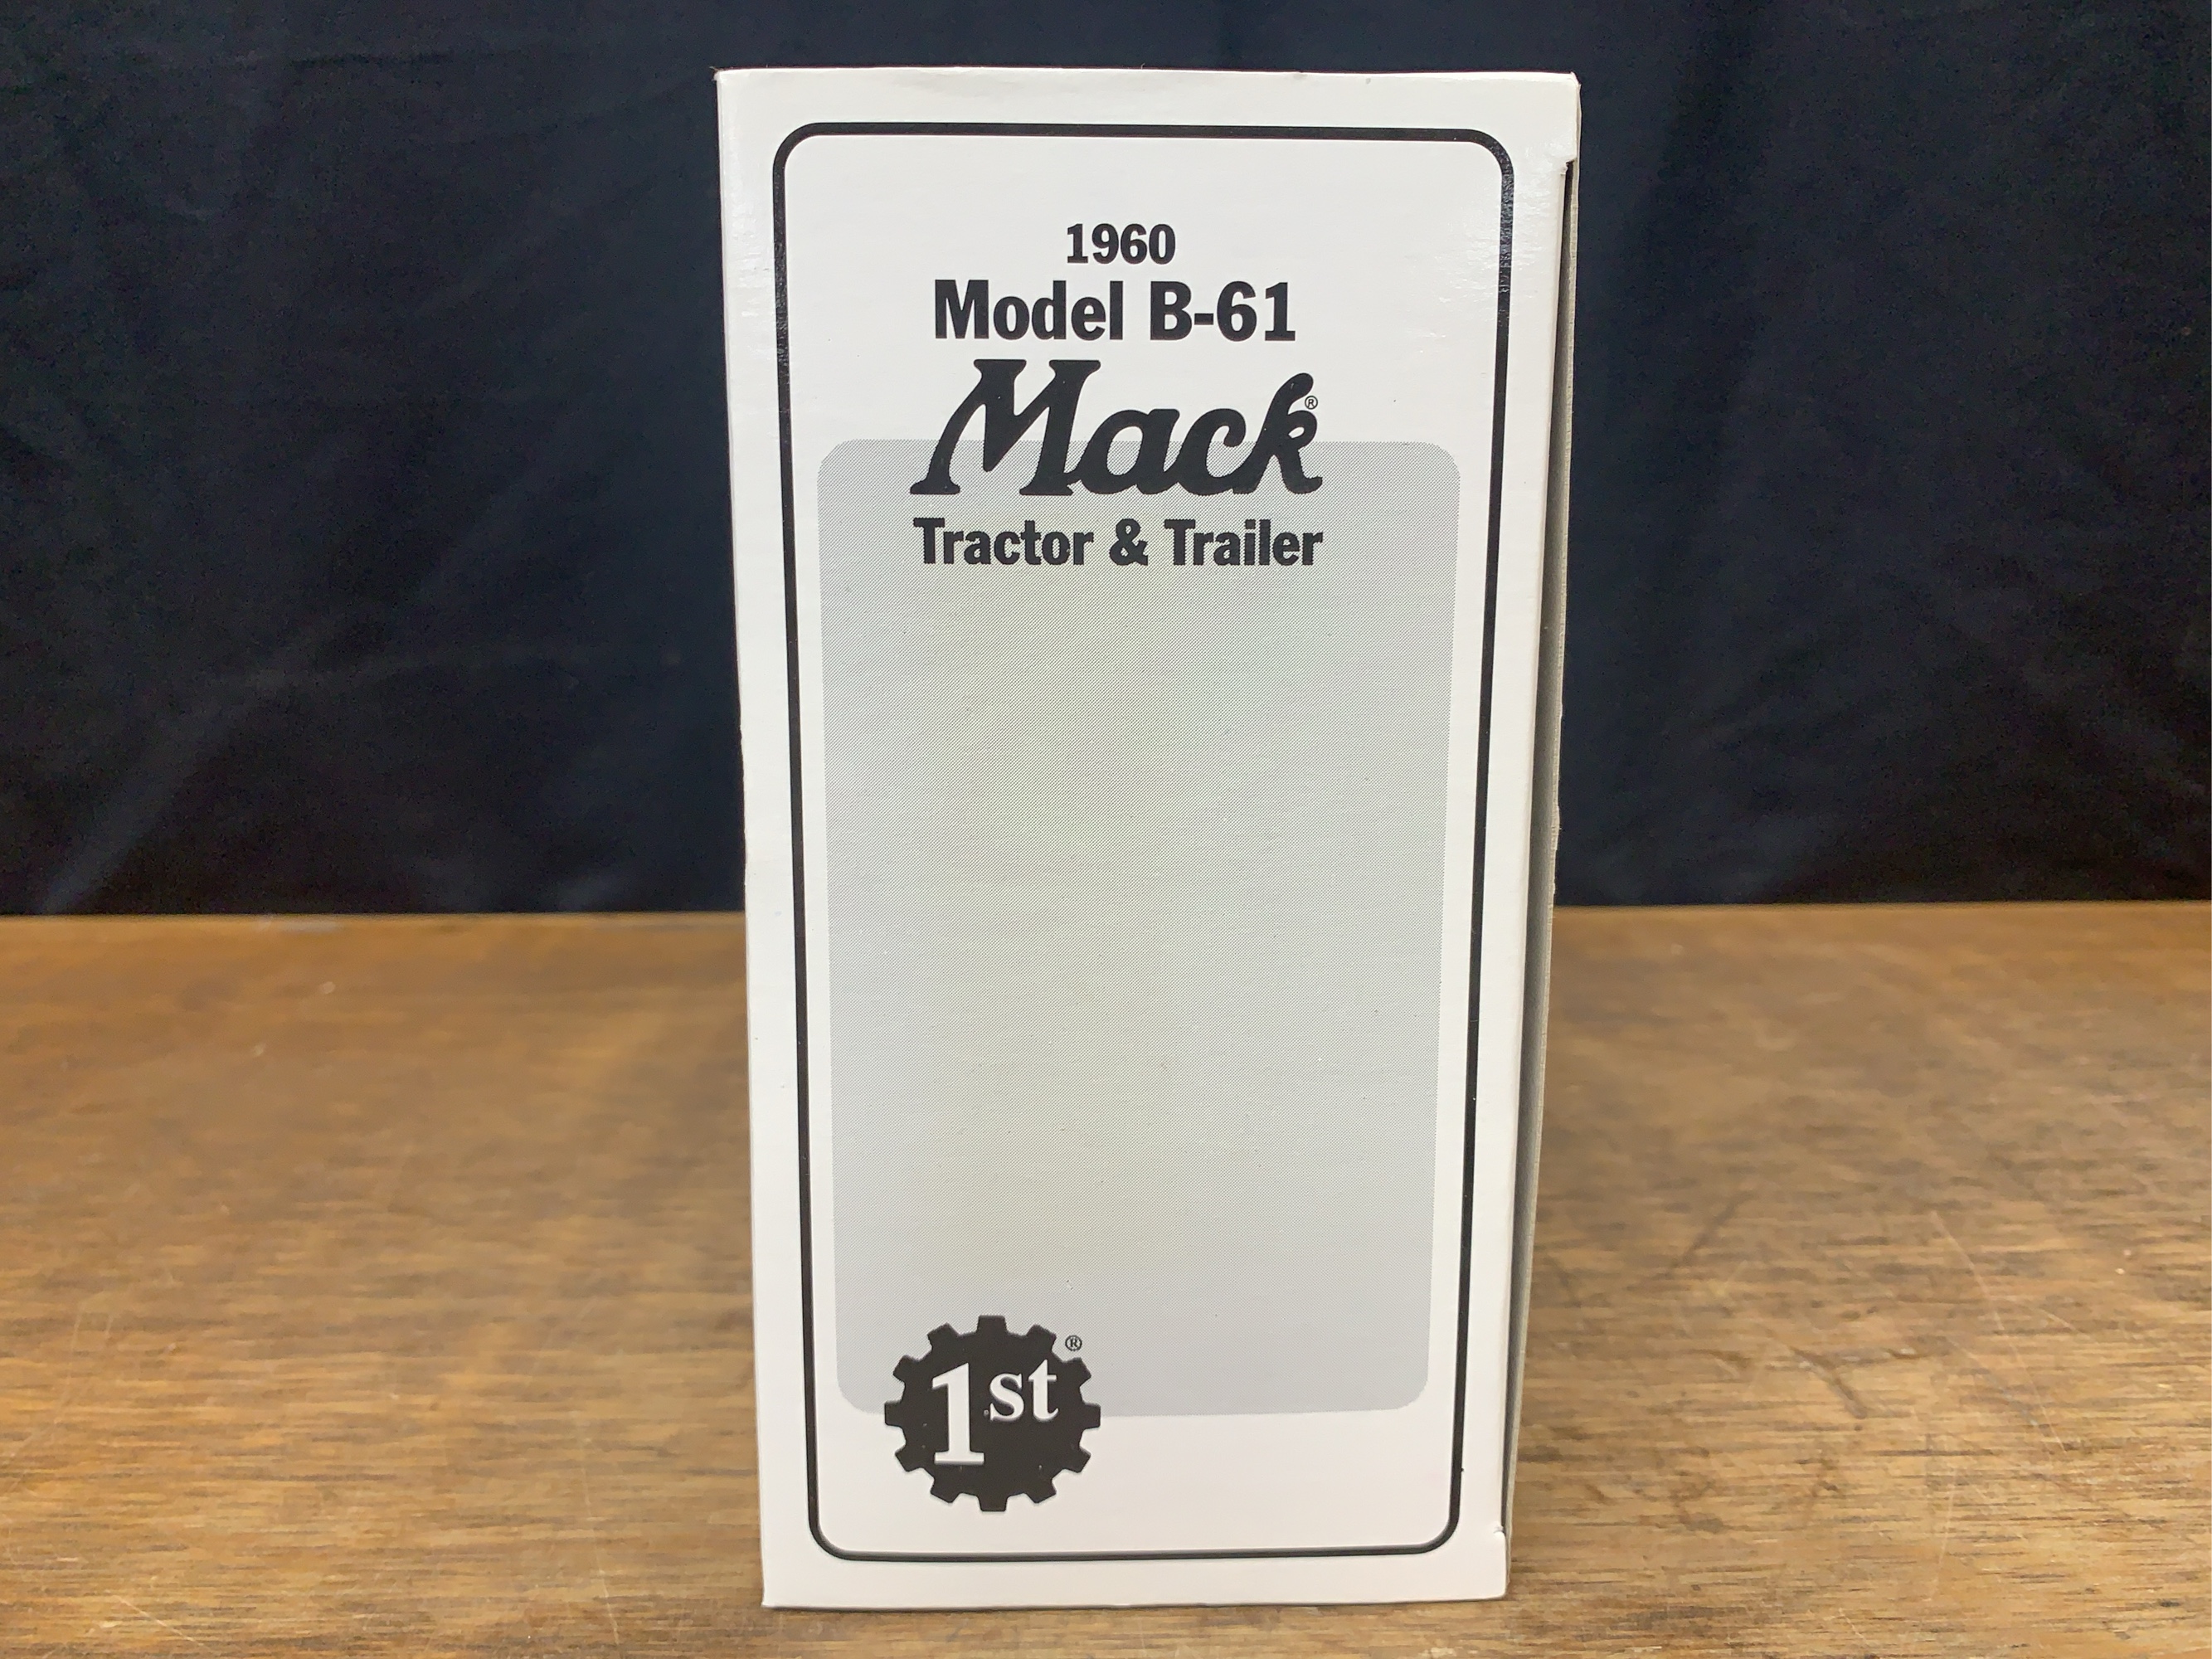 1960
Model B-61
Mack®
Tractor & Trailer
1st®